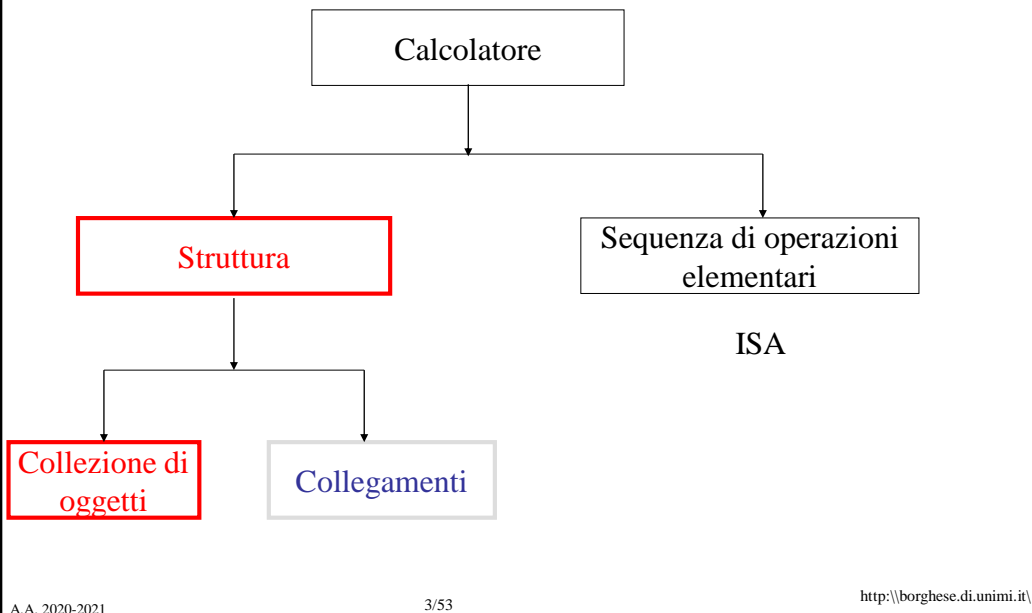 Calcolatore
Struttura
Sequenza di operazioni
elementari
ISA
Collezione di
oggetti
Collegamenti
A.A. 2020-2021
3/53
http:\\borghese.di.unimi.it\